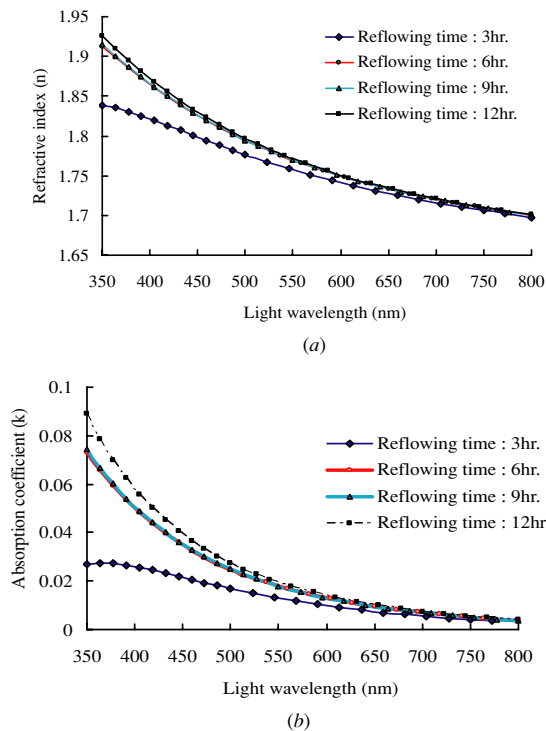 1.95
1.9
1.85
1.8
1.75
1.7
1.65
Refractive index (n)
Reflowing time : 3hr.
Reflowing time : 6hr.
Reflowing time : 9hr.
Reflowing time : 12hr.
350 400 450 500 550 600 650 700 750 800
Light wavelength (nm)
(a)
0.1
0.08
0.06
0.04
0.02
0
Absorption coefficient (k)
Reflowing time : 3hr.
Reflowing time : 6hr.
Reflowing time : 9hr.
Reflowing time : 12hr
350 400 450 500 550 600 650 700 750 800
Light wavelength (nm)
(b)